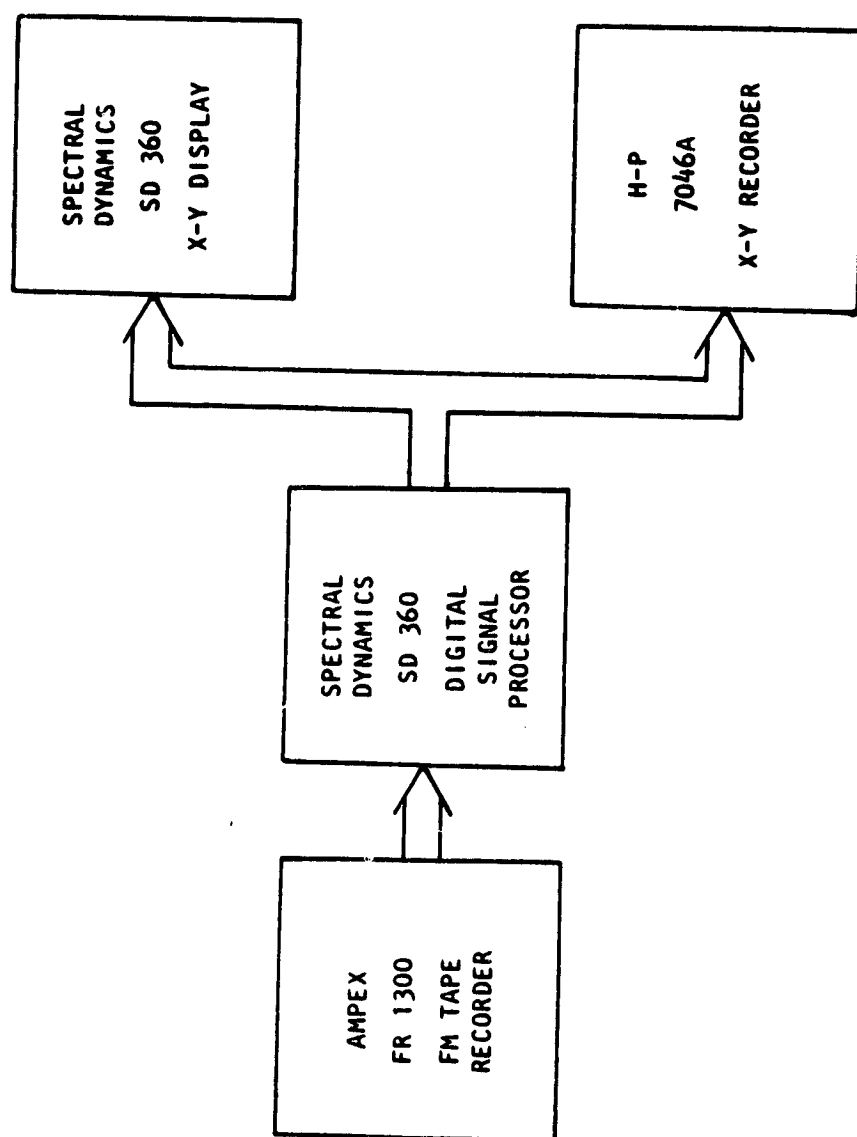 AMPEX
FR 1300
FM TAPE
RECORDER
SPECTRAL
DYNAMICS
SD 360
DIGITAL
SIGNAL
PROCESSOR
SPECTRAL
DYNAMICS
SD 360
X-Y DISPLAY
H-P
7046A
X-Y RECORDER